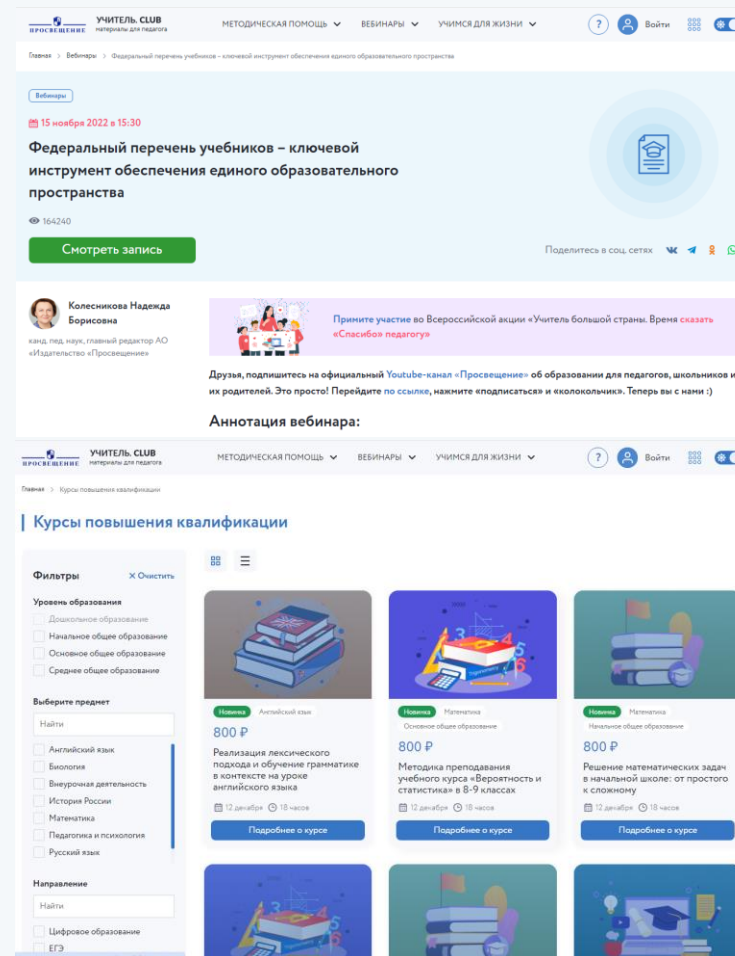 ПРОСВЕЩЕНИЕ
УЧИТЕЛЬ. CLUB
материалы для педагога
МЕТОДИЧЕСКАЯ ПОМОЩЬ
ВЕБИНАРЫ
УЧИМСЯ ДЛЯ ЖИЗНИ
?
Войти
Главная > Вебинары > Федеральный перечень учебников – ключевой инструмент обеспечения единого образовательного пространства
Вебинары
15 ноября 2022 в 15:30
Федеральный перечень учебников – ключевой
инструмент обеспечения единого образовательного
пространства
164240
Смотреть запись
Поделитесь в соц. сетях
Колесникова Надежда
Борисовна
канд. пед. наук, главный редактор АО
«Издательство «Просвещение»
Примите участие во Всероссийской акции «Учитель большой страны. Время сказать
«Спасибо» педагогу»
Друзья, подпишитесь на официальный Youtube-канал «Просвещение» об образовании для педагогов, школьников и
их родителей. Это просто! Перейдите по ссылке, нажмите «подписаться» и «колокольчик». Теперь вы с нами :)
Аннотация вебинара:
ПРОСВЕЩЕНИЕ
УЧИТЕЛЬ. CLUB
материалы для педагога
МЕТОДИЧЕСКАЯ ПОМОЩЬ
ВЕБИНАРЫ
УЧИМСЯ ДЛЯ ЖИЗНИ
?
Войти
Главная > Курсы повышения квалификации
Курсы повышения квалификации
Фильтры
× Очистить
Уровень образования
Дошкольное образование
Начальное общее образование
Основное общее образование
Среднее общее образование
Выберите предмет
Найти
Английский язык
Биология
Внеурочная деятельность
История России
Математика
Педагогика и психология
Русский язык
Направление
Найти
Цифровое образование
ЕГЭ
Новинка Английский язык
800 ₽
Реализация лексического
подхода и обучение грамматике
в контексте на уроке
английского языка
12 декабря 18 часов
Подробнее о курсе
Новинка Математика
Основное общее образование
800 ₽
Методика преподавания
учебного курса «Вероятность и
статистика» в 8-9 классах
12 декабря 18 часов
Подробнее о курсе
Новинка Математика
Начальное общее образование
800 ₽
Решение математических задач
в начальной школе: от простого
к сложному
12 декабря 18 часов
Подробнее о курсе